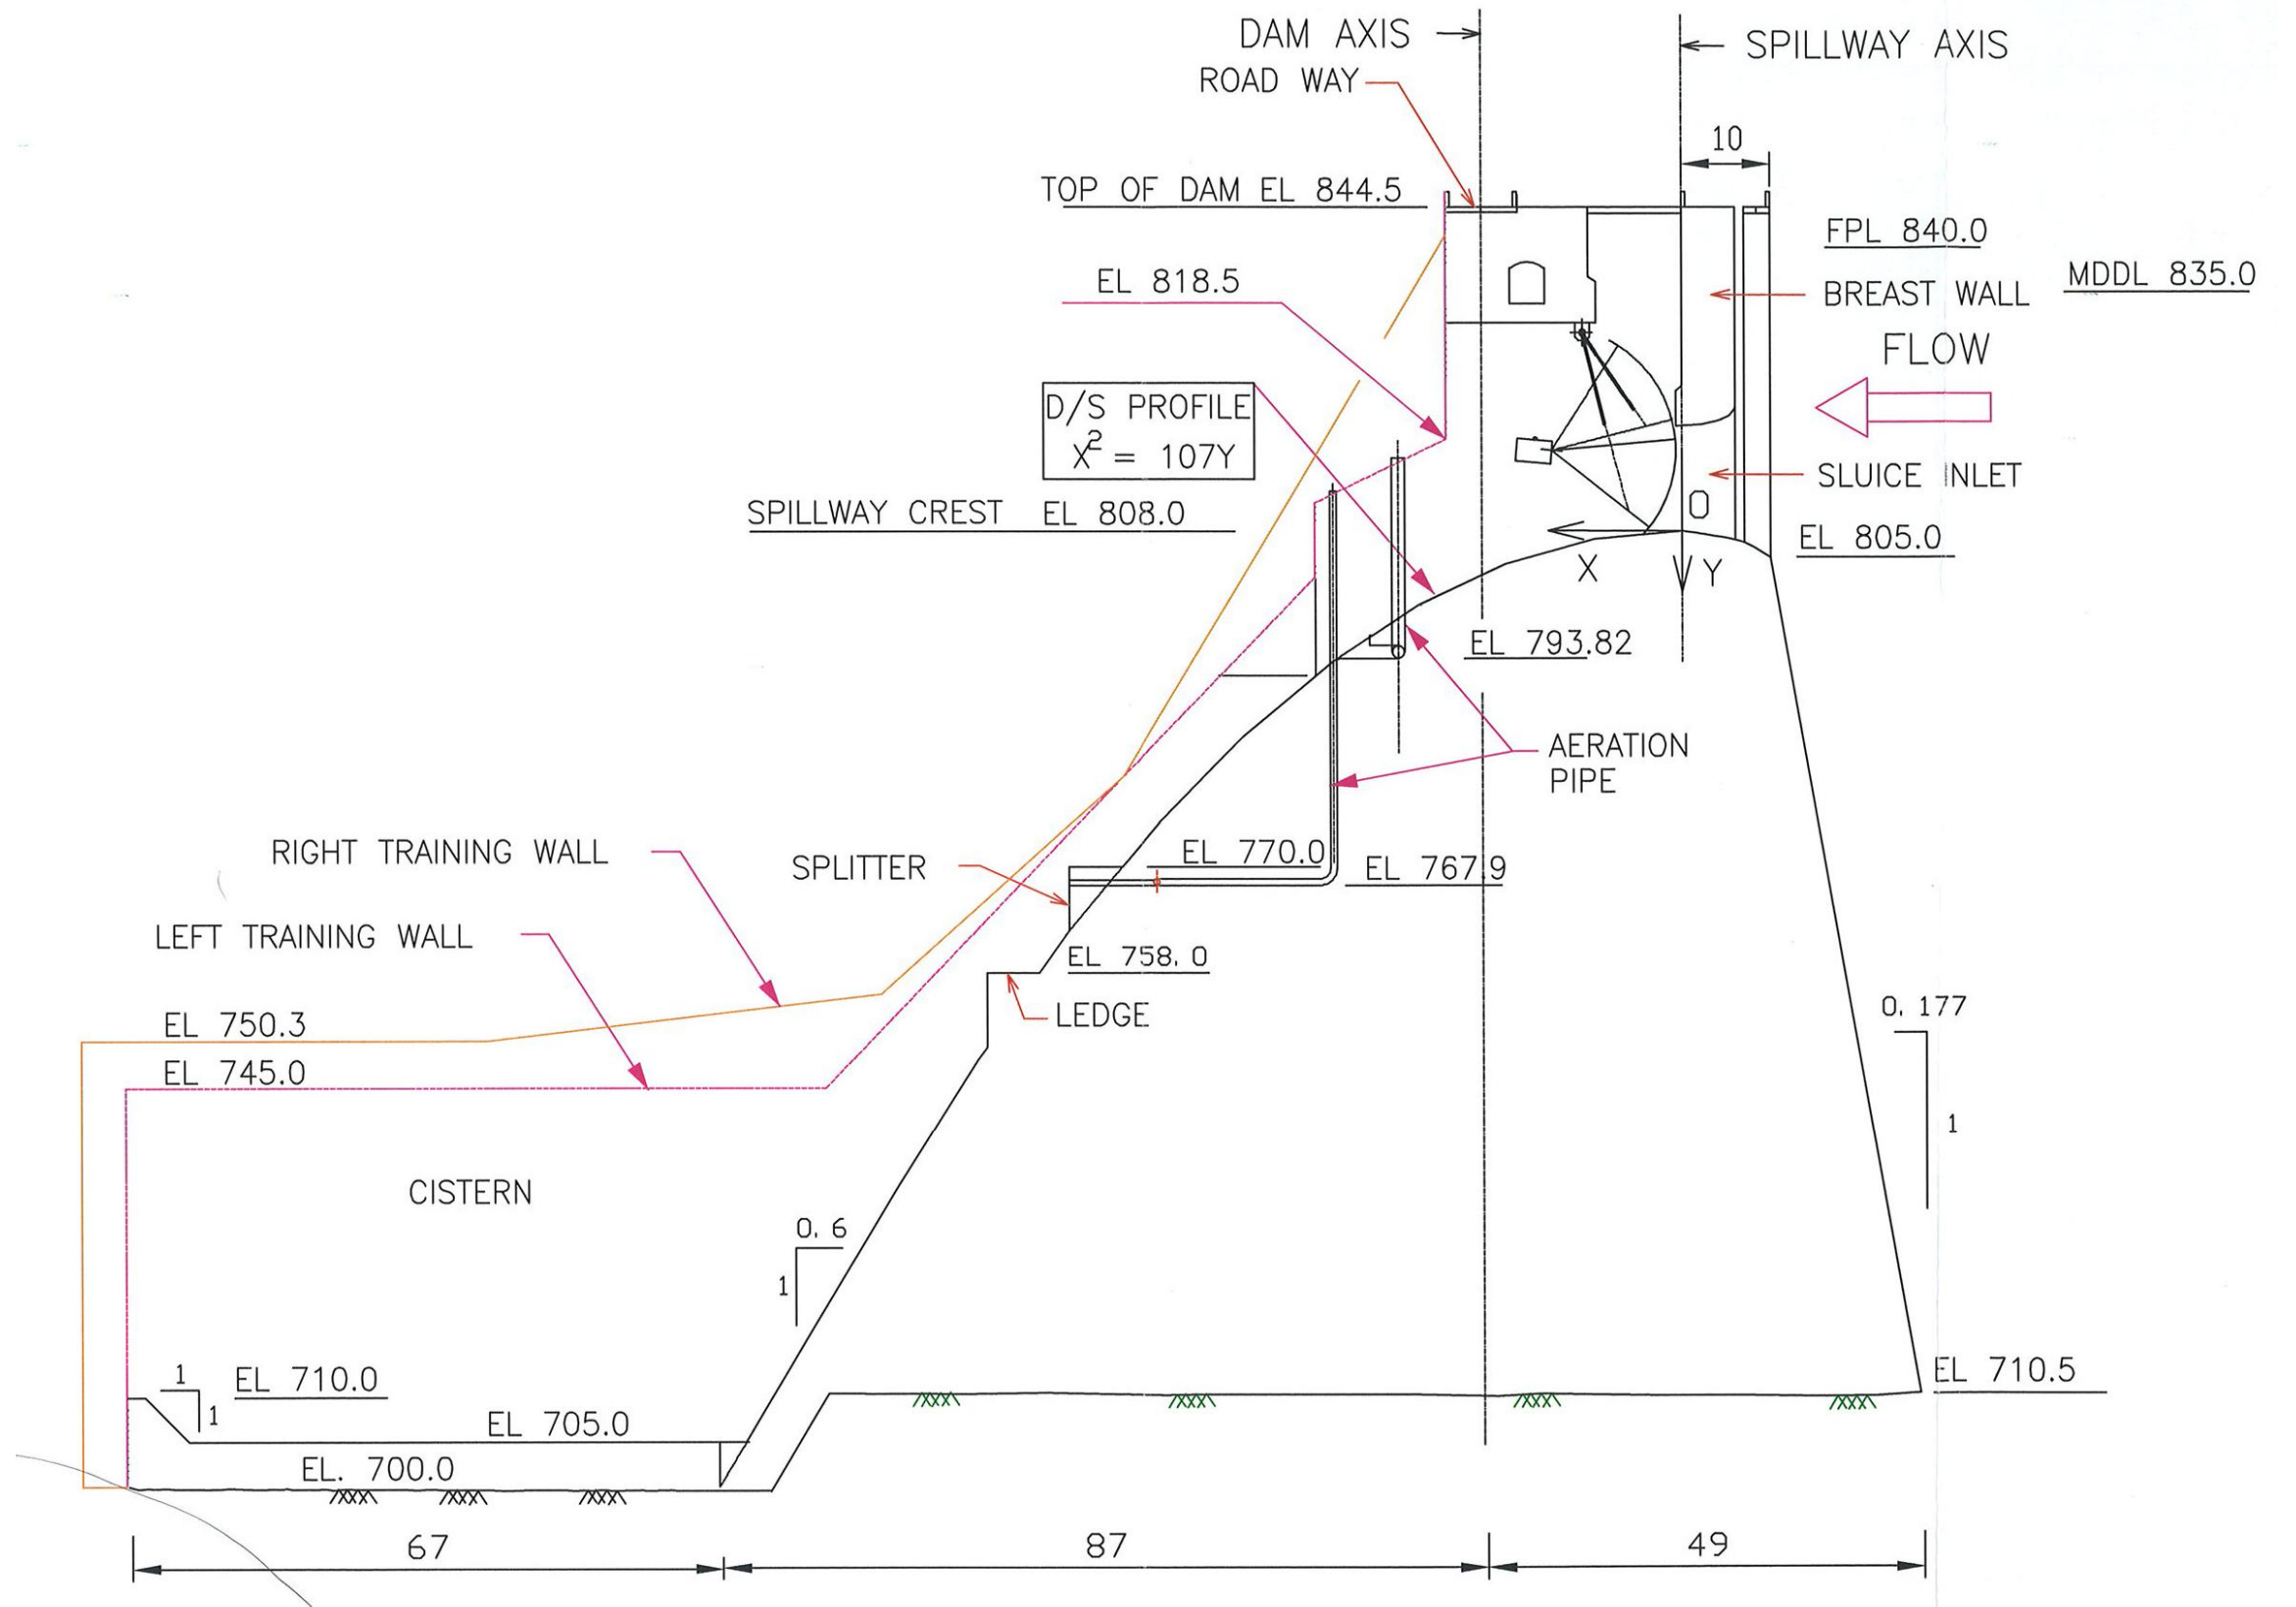 DAM AXIS
SPILLWAY AXIS
ROAD WAY
10
TOP OF DAM EL 844.5
FPL 840.0
MDDL 835.0
EL 818.5
BREAST WALL
FLOW
D/S PROFILE
X² = 107Y
SLUICE INLET
SPILLWAY CREST EL 808.0
O
EL 805.0
X
Y
EL 793.82
AERATION
PIPE
RIGHT TRAINING WALL
SPLITTER
EL 770.0
EL 767.9
LEFT TRAINING WALL
EL 758.0
LEDGE
0.177
1
EL 750.3
EL 745.0
CISTERN
0.6
1
1
1
EL 710.0
EL 710.5
EL 705.0
EL. 700.0
67
87
49